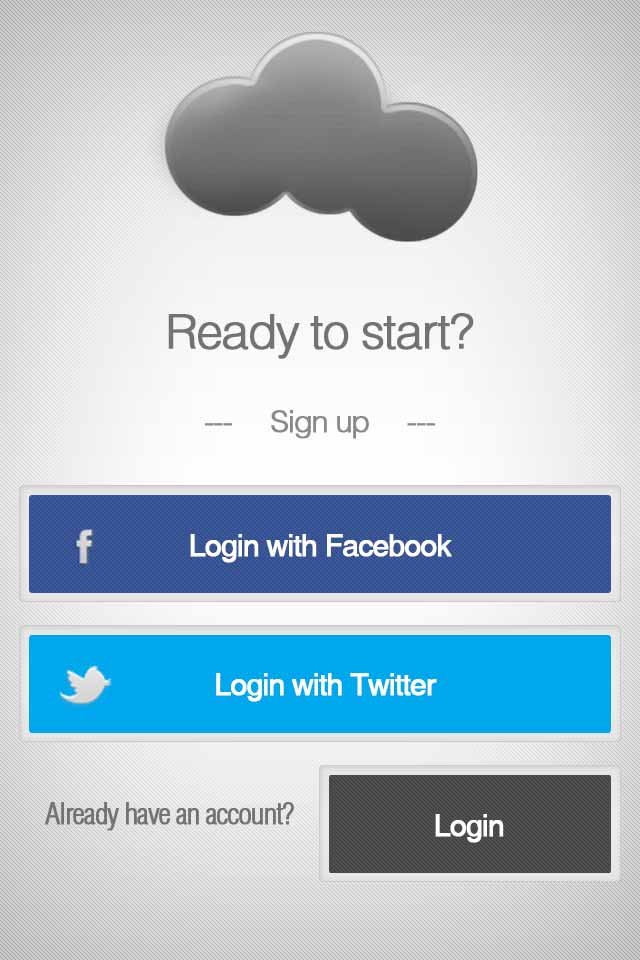 Ready to start?
--- Sign up ---
Login with Facebook
Login with Twitter
Already have an account?
Login